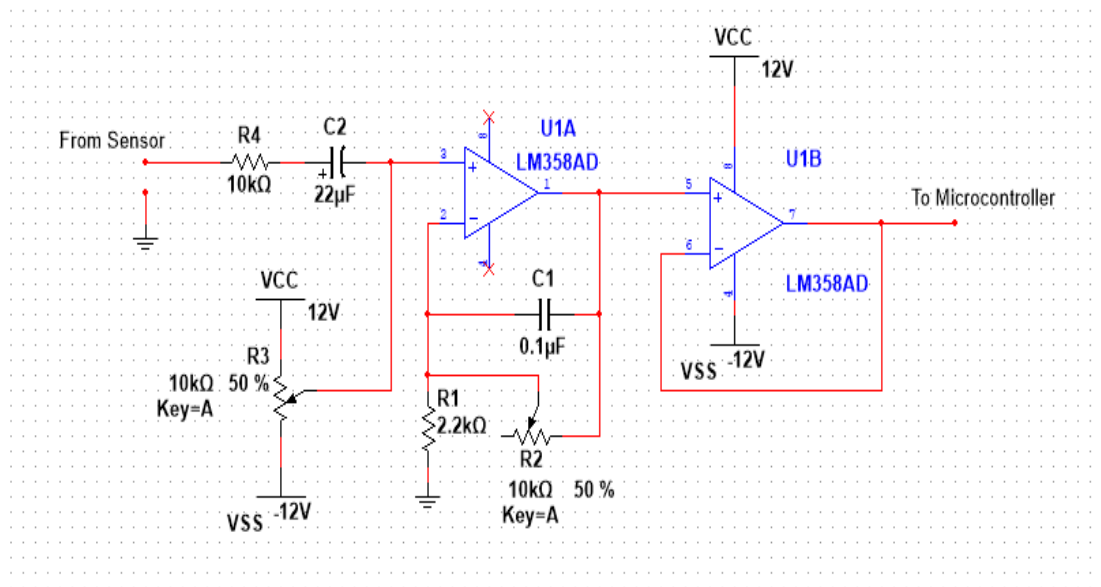 VCC
12V
From Sensor
R4
10kΩ
C2
+
22µF
U1A
LM358AD
3
+
2
−
8
4
1
U1B
LM358AD
5
+
6
−
8
4
7
To Microcontroller
VSS
-12V
VCC
12V
R3
10kΩ 50 %
Key=A
VSS
-12V
C1
0.1µF
R1
2.2kΩ
R2
10kΩ 50 %
Key=A